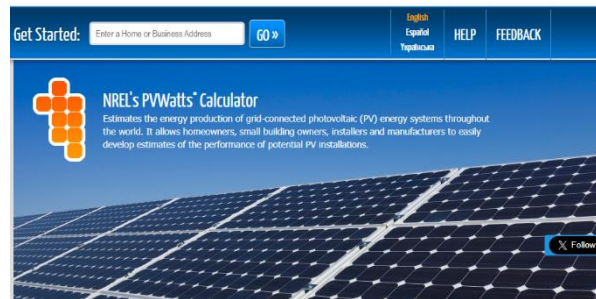 Get Started:
Enter a Home or Business Address
GO »
English
Español
Українська
HELP
FEEDBACK
NREL's PVWatts® Calculator
Estimates the energy production of grid-connected photovoltaic (PV) energy systems throughout
the world. It allows homeowners, small building owners, installers and manufacturers to easily
develop estimates of the performance of potential PV installations.
X Follow